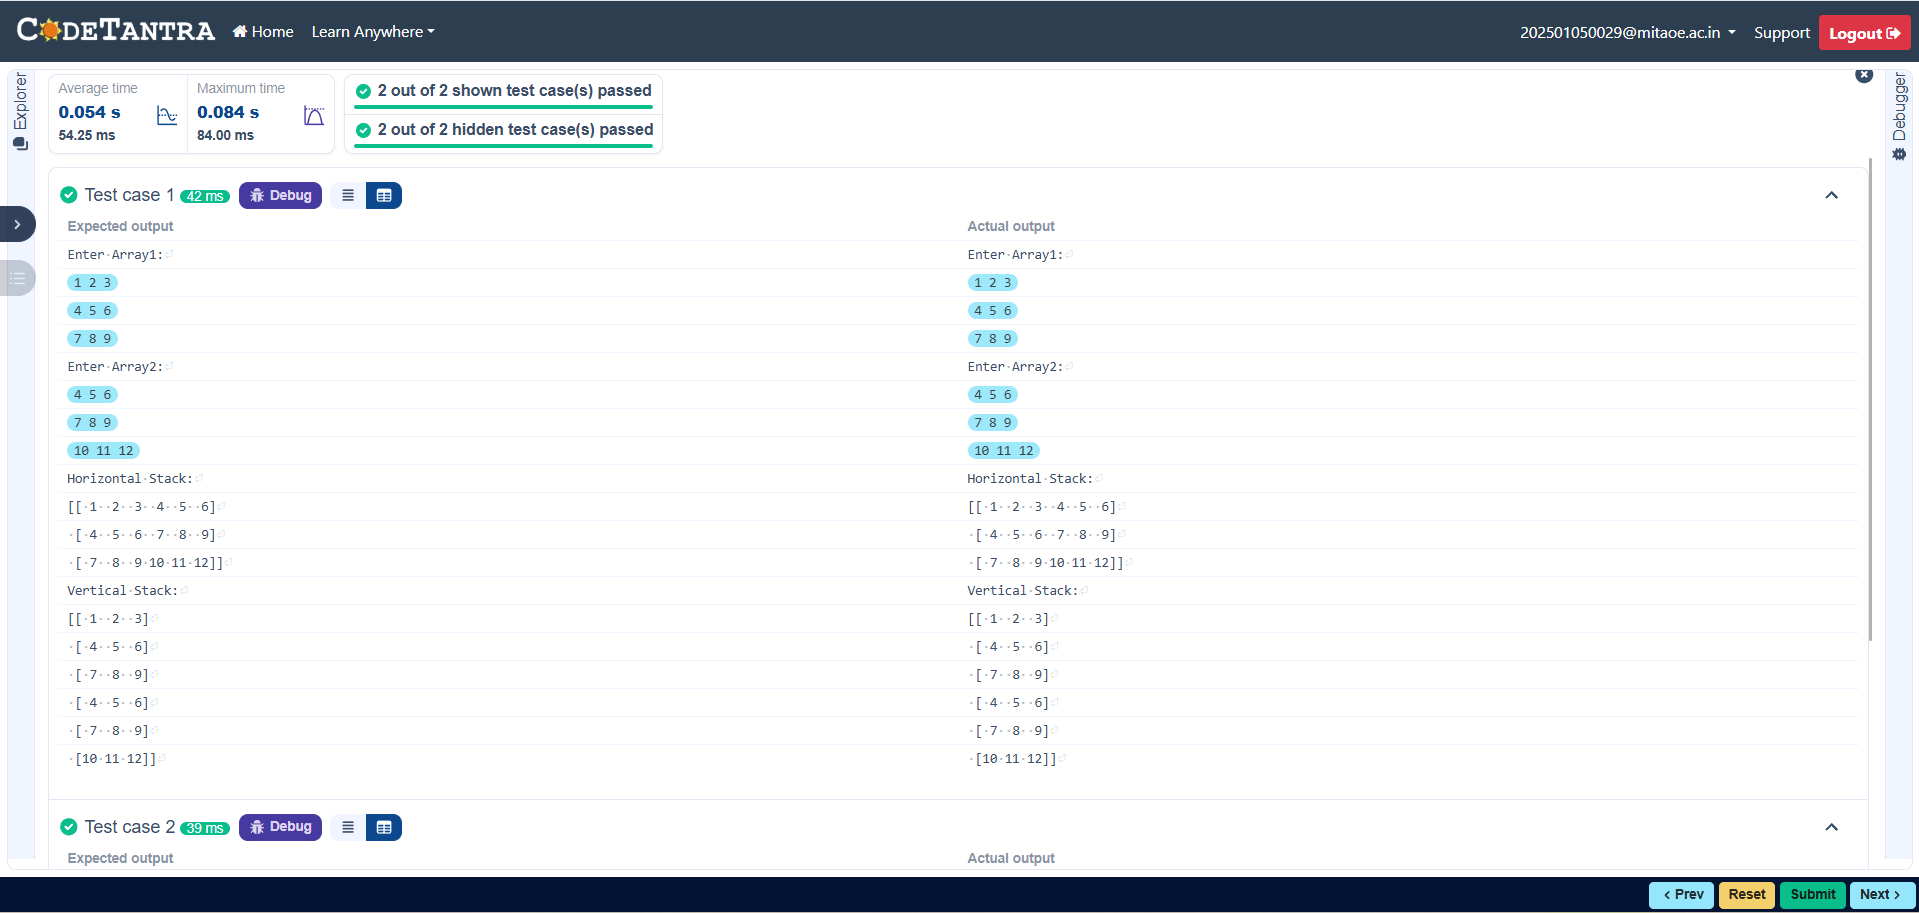 CODETANTRA Home Learn Anywhere 202501050029@mitaoe.ac.in Support Logout
Explorer
Debugger
Average time
0.054 s
54.25 ms
Maximum time
0.084 s
84.00 ms
2 out of 2 shown test case(s) passed
2 out of 2 hidden test case(s) passed
Test case 1 42 ms Debug
Expected output Actual output
Enter·Array1: Enter·Array1:
1 2 3 1 2 3
4 5 6 4 5 6
7 8 9 7 8 9
Enter·Array2: Enter·Array2:
4 5 6 4 5 6
7 8 9 7 8 9
10 11 12 10 11 12
Horizontal·Stack: Horizontal·Stack:
[[·1··2··3··4··5··6] [[·1··2··3··4··5··6]
·[·4··5··6··7··8··9] ·[·4··5··6··7··8··9]
·[·7··8··9·10·11·12]] ·[·7··8··9·10·11·12]]
Vertical·Stack: Vertical·Stack:
[[·1··2··3] [[·1··2··3]
·[·4··5··6] ·[·4··5··6]
·[·7··8··9] ·[·7··8··9]
·[·4··5··6] ·[·4··5··6]
·[·7··8··9] ·[·7··8··9]
·[10·11·12]] ·[10·11·12]]
Test case 2 39 ms Debug
Expected output Actual output
Prev Reset Submit Next